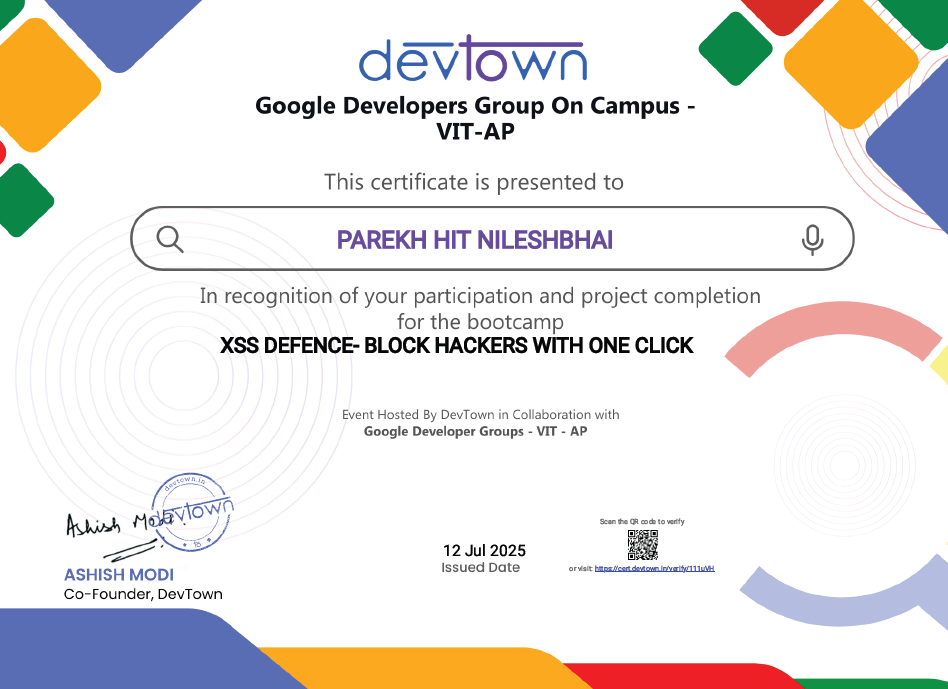 devtown
Google Developers Group On Campus -
VIT-AP
This certificate is presented to
PAREKH HIT NILESHBHAI
In recognition of your participation and project completion
for the bootcamp
XSS DEFENCE- BLOCK HACKERS WITH ONE CLICK
Event Hosted By DevTown in Collaboration with
Google Developer Groups - VIT - AP
devtown.in
devtown
Ashish Modi
ASHISH MODI
Co-Founder, DevTown
12 Jul 2025
Issued Date
Scan the QR code to verify
or visit: https://cert.devtown.in/verify/111uVH